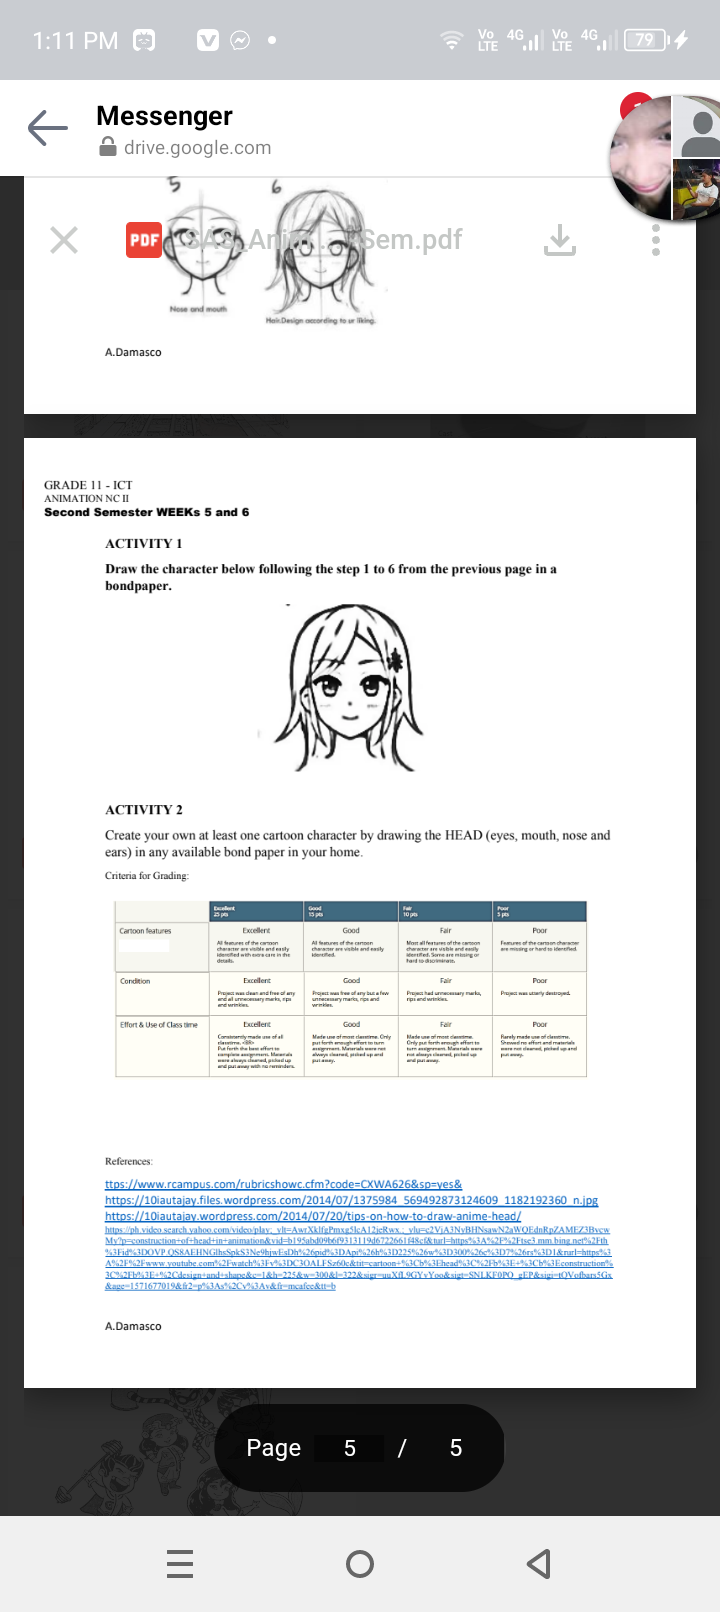 1:11 PM
Vo LTE 4G Vo LTE 4G 79
Messenger
drive.google.com
5
6
PDF
SAS_Anim... Sem.pdf
Nose and mouth
Hair.Design according to ur liking.
A.Damasco
GRADE 11 - ICT
ANIMATION NC II
Second Semester WEEKs 5 and 6
ACTIVITY 1
Draw the character below following the step 1 to 6 from the previous page in a
bondpaper.
ACTIVITY 2
Create your own at least one cartoon character by drawing the HEAD (eyes, mouth, nose and
ears) in any available bond paper in your home.
Criteria for Grading:
Excellent
25 pts
Good
15 pts
Fair
10 pts
Poor
5 pts
Cartoon features
Excellent
All features of the cartoon
character are visible and easily
identified with extra care in the
details.
Good
All features of the cartoon
character are visible and easily
identified.
Fair
Most all features of the cartoon
character are visible and easily
identified. Some are missing or
hard to discriminate.
Poor
Features of the cartoon character
are missing or hard to identified.
Condition
Excellent
Project was clean and free of any
and all unnecessary marks, rips
and wrinkles.
Good
Project was free of any but a few
unnecessary marks, rips and
wrinkles.
Fair
Project had unnecessary marks,
rips and wrinkles.
Poor
Project was utterly destroyed.
Effort & Use of Class time
Excellent
Consistently made use of all
classtime. <BR>
Put forth the best effort to
complete assignment. Materials
were always cleaned, picked up
and put away with no reminders.
Good
Made use of most classtime. Only
put forth enough effort to turn
assignment. Materials were not
always cleaned, picked up and
put away.
Fair
Made use of most classtime.
Only put forth enough effort to
turn assignment. Materials were
not always cleaned, picked up
and put away.
Poor
Rarely made use of classtime.
Showed no effort and materials
were not cleaned, picked up and
put away.
References:
ttps://www.rcampus.com/rubricshowc.cfm?code=CXWA626&sp=yes&
https://10iautajay.files.wordpress.com/2014/07/1375984_569492873124609_1182192360_n.jpg
https://10iautajay.wordpress.com/2014/07/20/tips-on-how-to-draw-anime-head/
A.Damasco
Page 5 / 5